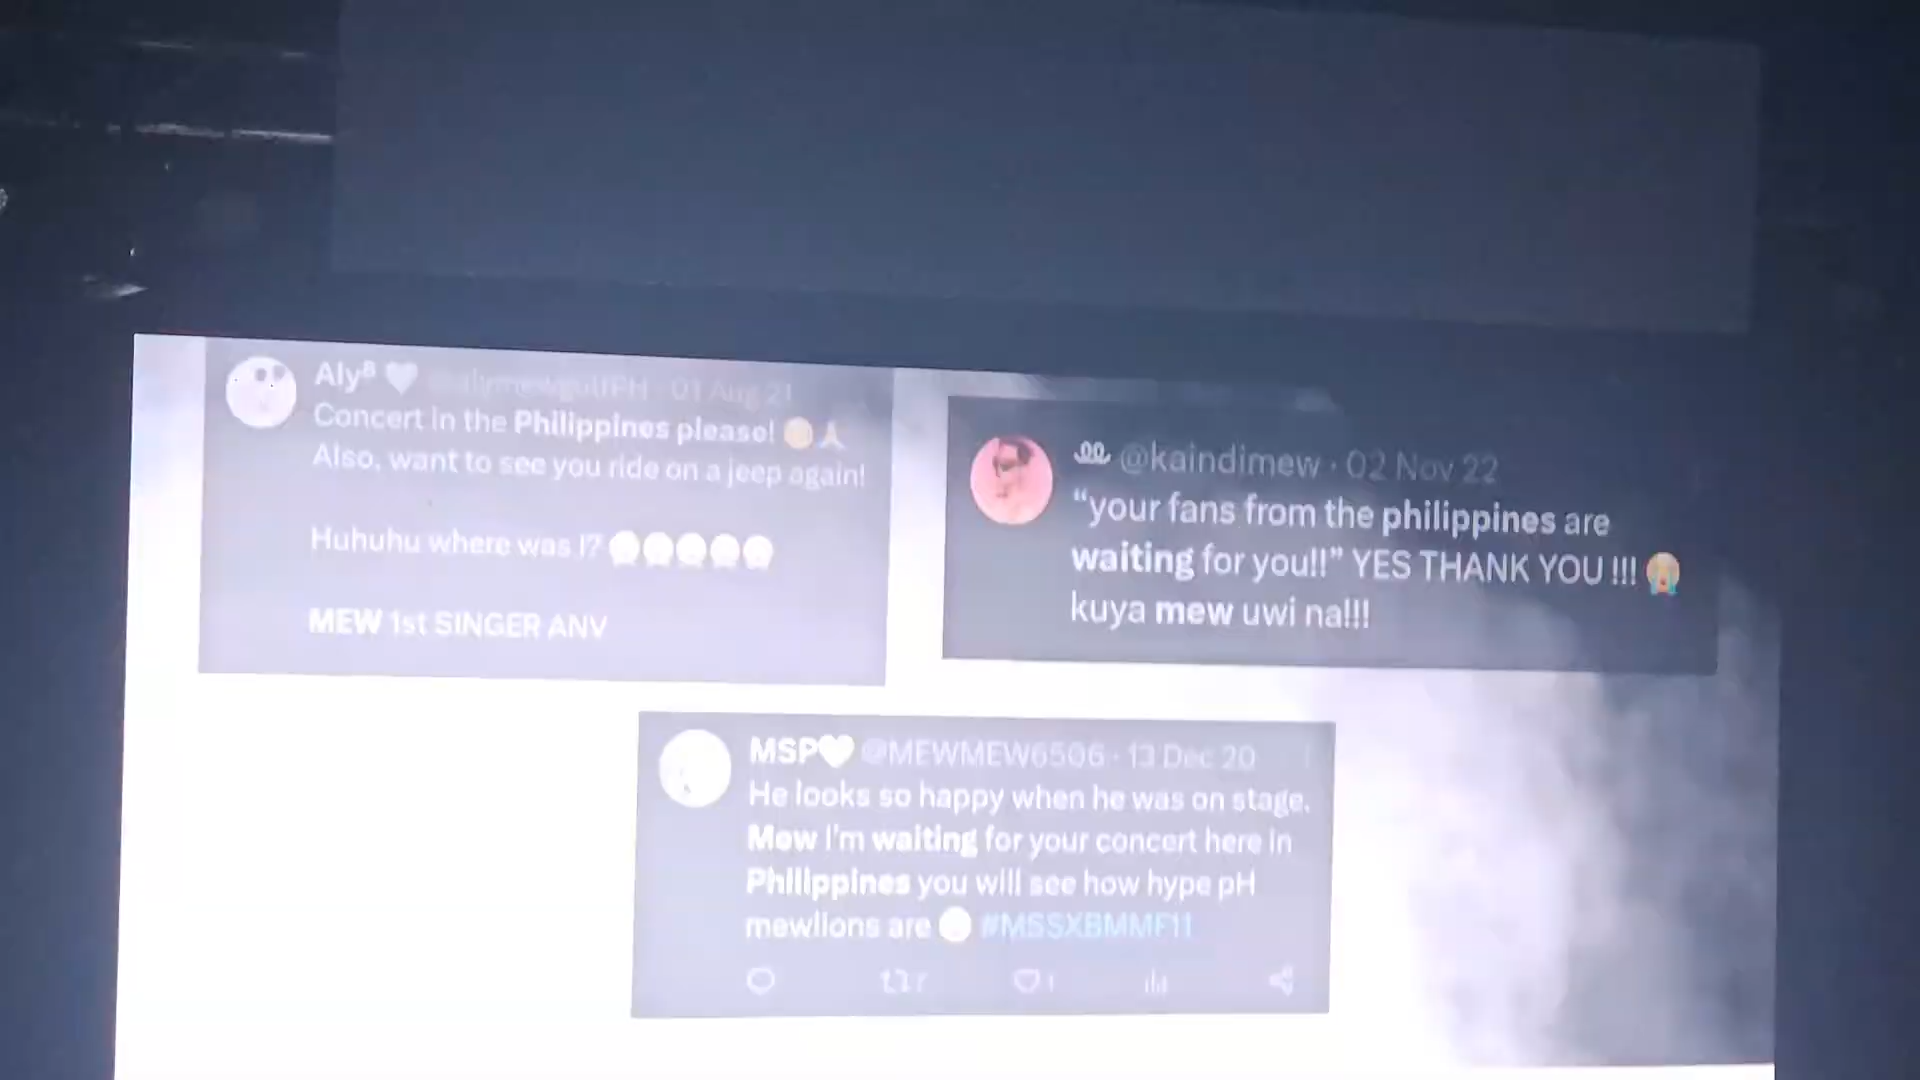 Aly⁸ 🤍 · 01 Aug 21
Concert in the Philippines please!
Also, want to see you ride on a jeep again!
Huhuhu where was I?
MEW 1st SINGER ANV
@kaindimew · 02 Nov 22
“your fans from the philippines are
waiting for you!!” YES THANK YOU !!! 😭
kuya mew uwi na!!!
MSP🤍 @MEWMEW6506 · 13 Dec 20
He looks so happy when he was on stage.
Mew I'm waiting for your concert here in
Philippines you will see how hype pH
mewlions are #MSSXBMMF11
1